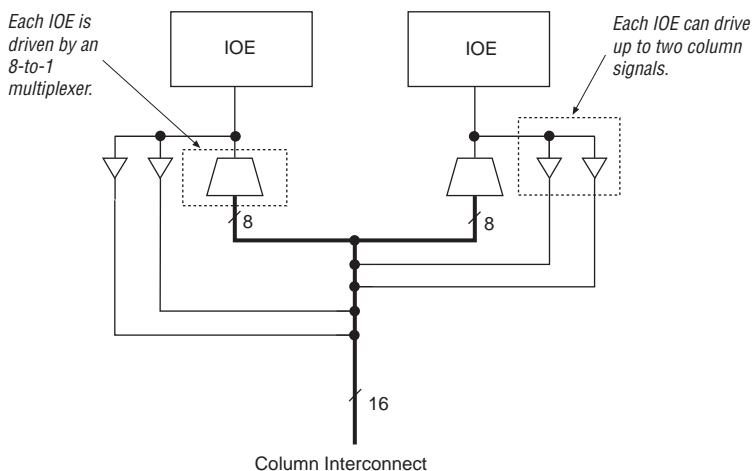 Each IOE is
driven by an
8-to-1
multiplexer.
IOE
IOE
Each IOE can drive
up to two column
signals.
8
8
16
Column Interconnect